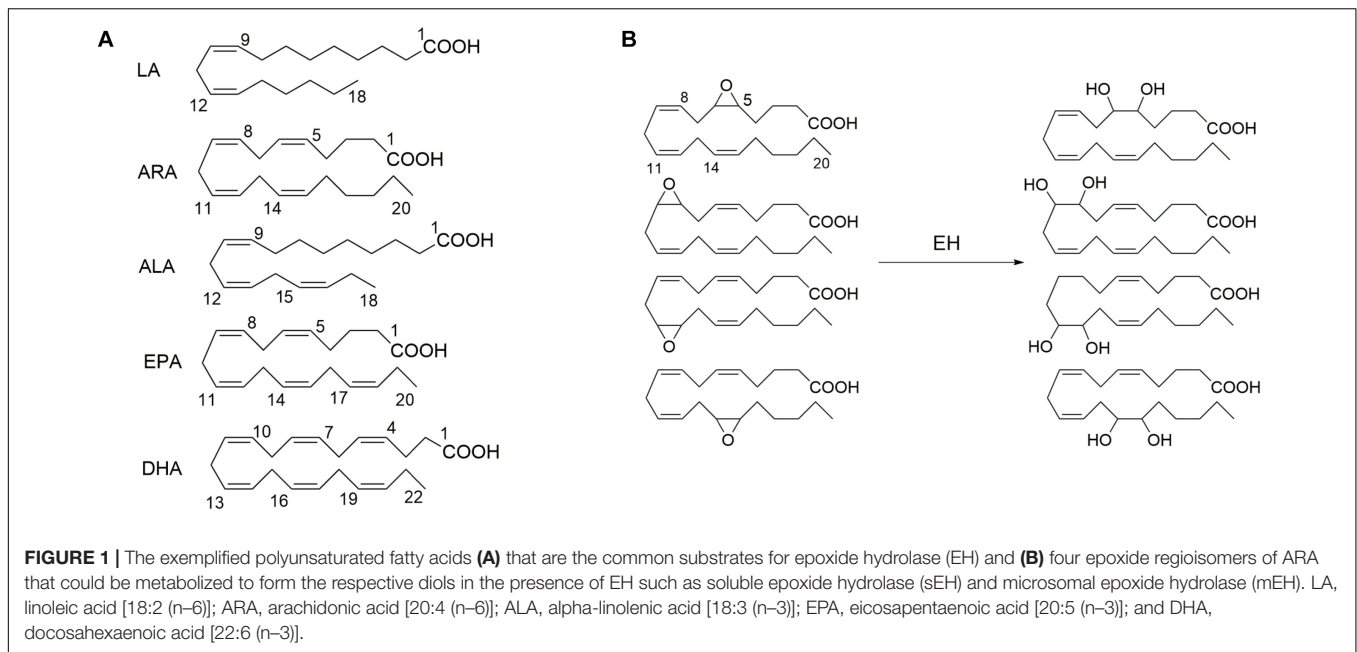 A
LA
9
1
COOH
12
18
ARA
8
5
1
COOH
11
14
20
ALA
9
1
COOH
12
15
18
EPA
8
5
1
COOH
11
14
17
20
DHA
10
7
4
1
COOH
13
16
19
22
B
O
8
5
COOH
11
14
20
O
COOH
COOH
O
COOH
O
EH
HO OH
COOH
HO OH
COOH
COOH
HO OH
COOH
HO OH
FIGURE 1 | The exemplified polyunsaturated fatty acids (A) that are the common substrates for epoxide hydrolase (EH) and (B) four epoxide regioisomers of ARA
that could be metabolized to form the respective diols in the presence of EH such as soluble epoxide hydrolase (sEH) and microsomal epoxide hydrolase (mEH). LA,
linoleic acid [18:2 (n–6)]; ARA, arachidonic acid [20:4 (n–6)]; ALA, alpha-linolenic acid [18:3 (n–3)]; EPA, eicosapentaenoic acid [20:5 (n–3)]; and DHA,
docosahexaenoic acid [22:6 (n–3)].